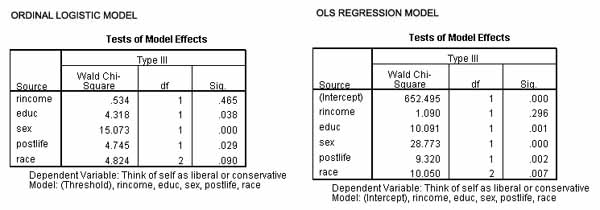 ORDINAL LOGISTIC MODEL
Tests of Model Effects
Type III
Source Wald Chi-Square df Sig.
rincome .534 1 .465
educ 4.318 1 .038
sex 15.073 1 .000
postlife 4.745 1 .029
race 4.824 2 .090
Dependent Variable: Think of self as liberal or conservative
Model: (Threshold), rincome, educ, sex, postlife, race
OLS REGRESSION MODEL
Tests of Model Effects
Type III
Source Wald Chi-Square df Sig.
(Intercept) 652.495 1 .000
rincome 1.090 1 .296
educ 10.091 1 .001
sex 28.773 1 .000
postlife 9.320 1 .002
race 10.050 2 .007
Dependent Variable: Think of self as liberal or conservative
Model: (Intercept), rincome, educ, sex, postlife, race